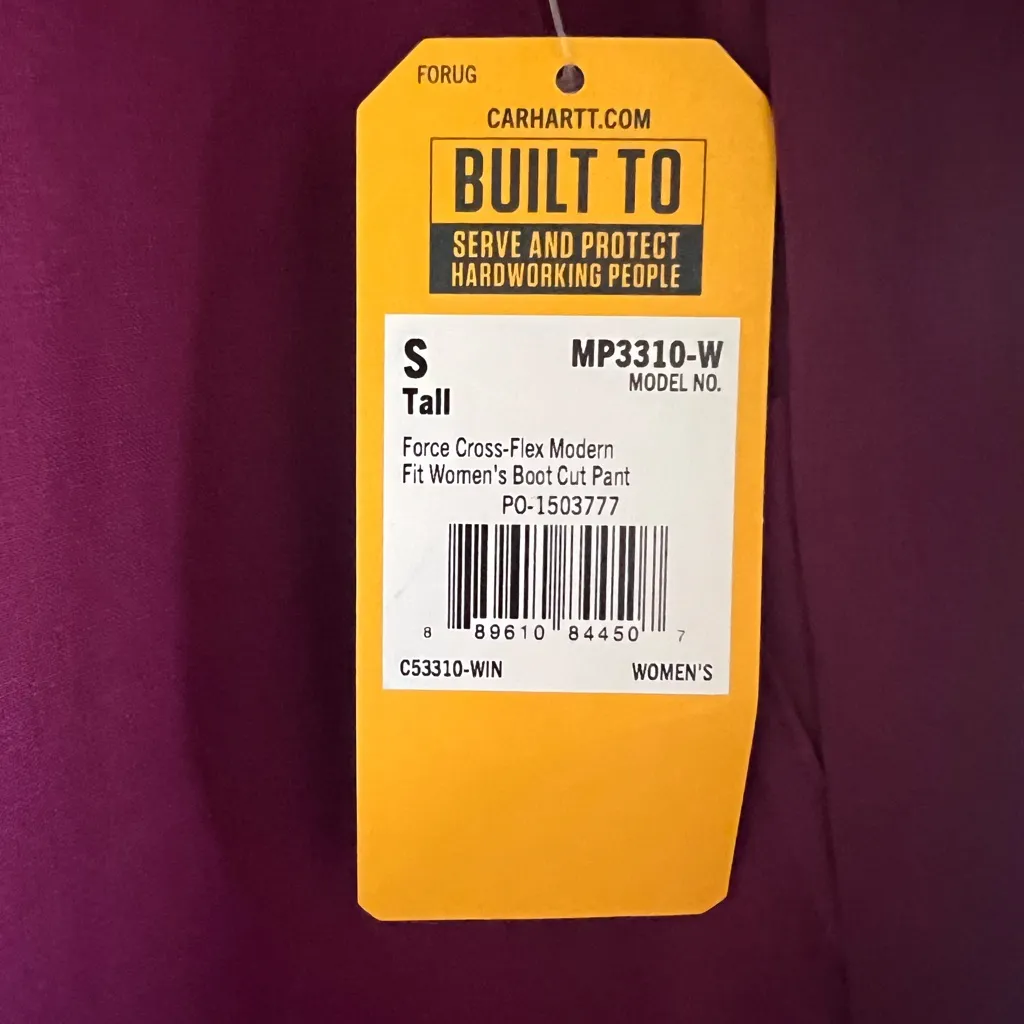 FORUG
CARHARTT.COM
BUILT TO
SERVE AND PROTECT
HARDWORKING PEOPLE
S MP3310-W
Tall MODEL NO.
Force Cross-Flex Modern
Fit Women's Boot Cut Pant
PO-1503777
8 89610 84450 7
C53310-WIN WOMEN'S